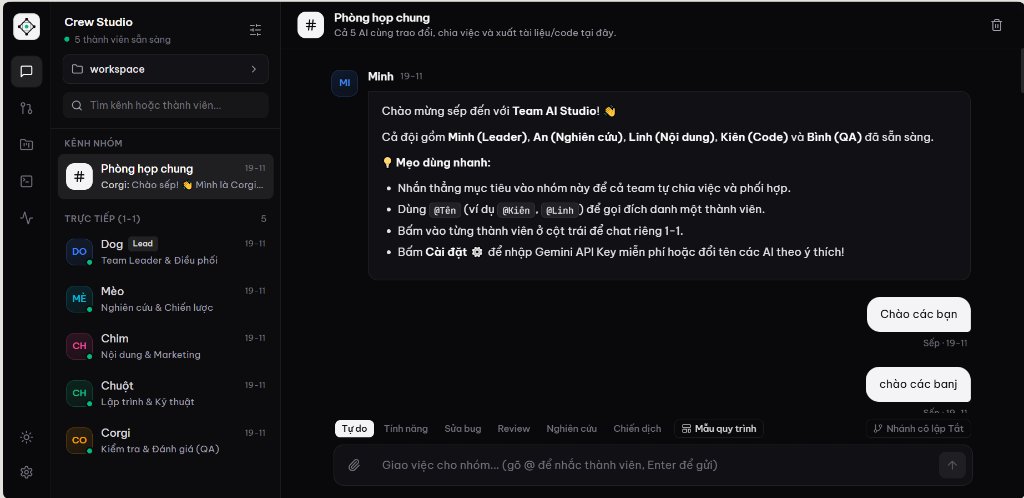 Crew Studio
5 thành viên sẵn sàng
workspace
Tìm kênh hoặc thành viên...
KÊNH NHÓM
# Phòng họp chung 19-11
Corgi: Chào sếp! 👋 Mình là Corgi...
TRỰC TIẾP (1-1) 5
DO Dog Lead 19-11
Team Leader & Điều phối
MÈ Mèo 19-11
Nghiên cứu & Chiến lược
CH Chim 19-11
Nội dung & Marketing
CH Chuột 19-11
Lập trình & Kỹ thuật
CO Corgi 19-11
Kiểm tra & Đánh giá (QA)
# Phòng họp chung
Cả 5 AI cùng trao đổi, chia việc và xuất tài liệu/code tại đây.
MI Minh 19-11
Chào mừng sếp đến với Team AI Studio! 👋
Cả đội gồm Minh (Leader), An (Nghiên cứu), Linh (Nội dung), Kiên (Code) và Bình (QA) đã sẵn sàng.
💡 Mẹo dùng nhanh:
• Nhắn thẳng mục tiêu vào nhóm này để cả team tự chia việc và phối hợp.
• Dùng @Tên (ví dụ @Kiên, @Linh) để gọi đích danh một thành viên.
• Bấm vào từng thành viên ở cột trái để chat riêng 1-1.
• Bấm Cài đặt ⚙ để nhập Gemini API Key miễn phí hoặc đổi tên các AI theo ý thích!
Chào các bạn
Sếp · 19-11
chào các banj
Sếp · 19-11
Tự do Tính năng Sửa bug Review Nghiên cứu Chiến dịch Mẫu quy trình Nhánh cô lập Tắt
Giao việc cho nhóm... (gõ @ để nhắc thành viên, Enter để gửi)